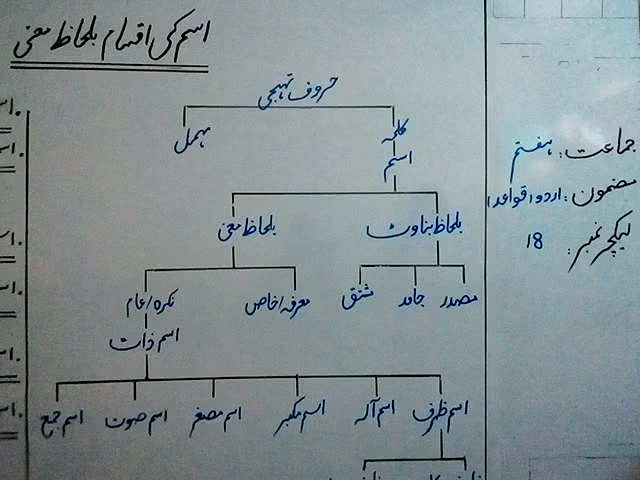 اسم کی اقسام بلحاظ معنی
جماعت: ہفتم
مضمون: اردو (قواعد)
لیکچر نمبر: 18
حروف تہجی
کلمہ مہمل
اسم
بلحاظ بناوٹ بلحاظ معنی
مصدر جامد مشتق معرفہ/خاص نکرہ/عام
اسم ذات
اسم ظرف اسم آلہ اسم مکبر اسم مصغر اسم صوت اسم جمع